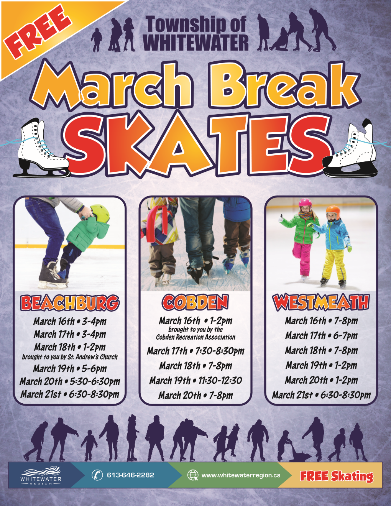 FREE
Township of
WHITEWATER
March Break
SKATES
BEACHBURG
March 16th • 3-4pm
March 17th • 3-4pm
March 18th • 1-2pm
brought to you by St. Andrew's Church
March 19th • 5-6pm
March 20th • 5:30-6:30pm
March 21st • 6:30-8:30pm
COBDEN
March 16th • 1-2pm
brought to you by the
Cobden Recreation Association
March 17th • 7:30-8:30pm
March 18th • 7-8pm
March 19th • 11:30-12:30
March 20th • 7-8pm
WESTMEATH
March 16th • 7-8pm
March 17th • 6-7pm
March 18th • 7-8pm
March 19th • 1-2pm
March 20th • 1-2pm
March 21st • 6:30-8:30pm
WHITEWATER
REGION
613-646-2282
www.whitewaterregion.ca
FREE Skating